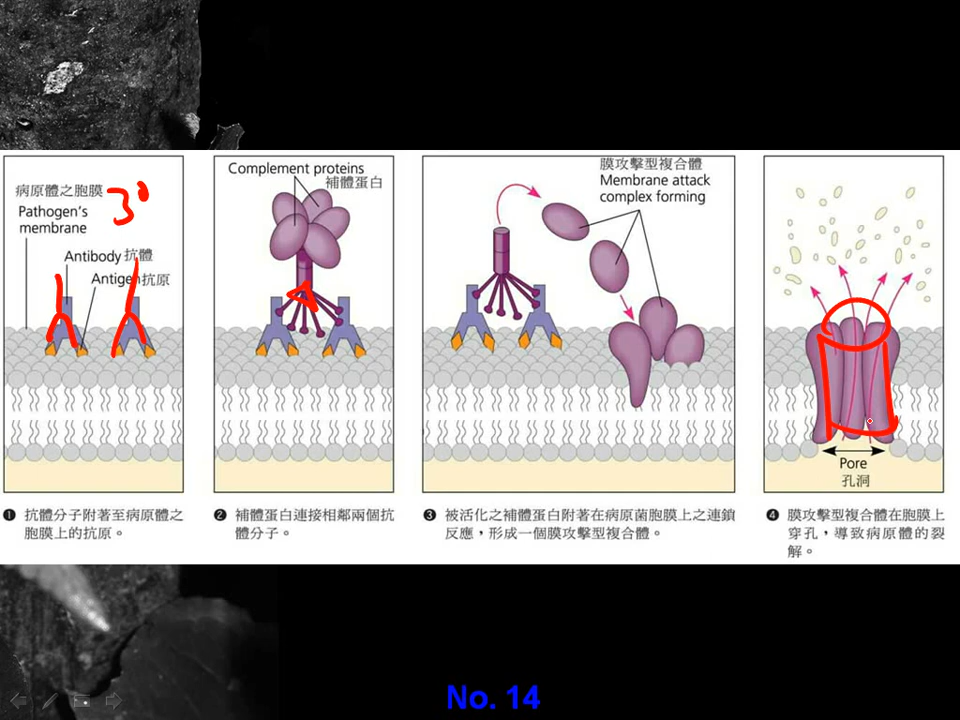 病原體之胞膜
3°
Pathogen's
membrane
Antibody 抗體
Antigen 抗原
Complement proteins
補體蛋白
膜攻擊型複合體
Membrane attack
complex forming
Pore
孔洞
❶ 抗體分子附著至病原體之
胞膜上的抗原。
❷ 補體蛋白連接相鄰兩個抗
體分子。
❸ 被活化之補體蛋白附著在病原菌胞膜上之連鎖
反應，形成一個膜攻擊型複合體。
❹ 膜攻擊型複合體在胞膜上
穿孔，導致病原體的裂
解。
No. 14